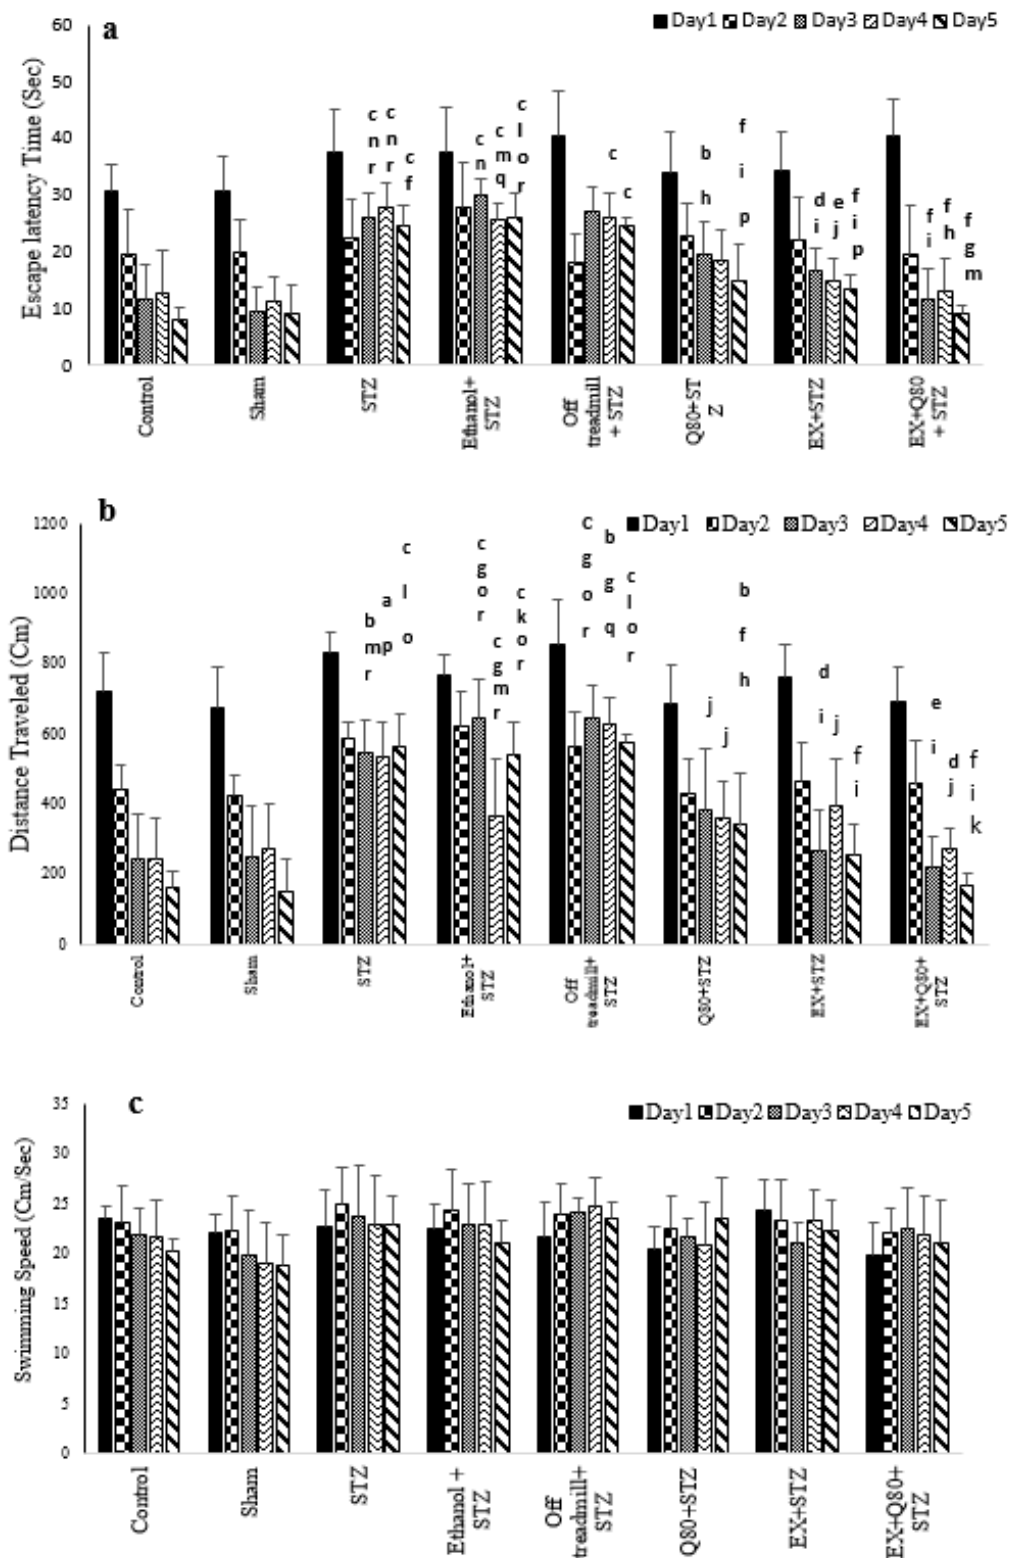 a
Day1 Day2 Day3 Day4 Day5
Escape latency Time (Sec)
60
50
40
30
20
10
0
c n r
c n r
c f
c n
c m q
c l o r
c
c
b h
f i p
d i
e j
f i p
f i
f h
f g m
Control
Sham
STZ
Ethanol+
STZ
Off
treadmill
+ STZ
Q80+ST
Z
EX+STZ
EX+Q80
+ STZ
b
Day1 Day2 Day3 Day4 Day5
Distance Traveled (Cm)
1200
1000
800
600
400
200
0
b m r
a p
c l o
c g o r
c g m r
c k o r
c g o r
b g q
c l o r
j
j
b f h
d i
j
f i
e i
d j
f i k
Control
Sham
STZ
Ethanol+
STZ
Off
treadmill+
STZ
Q80+STZ
EX+STZ
EX+Q80+
STZ
c
Day1 Day2 Day3 Day4 Day5
Swimming Speed (Cm/Sec)
35
30
25
20
15
10
5
0
Control
Sham
STZ
Ethanol +
STZ
Off
treadmill+
STZ
Q80+STZ
EX+STZ
EX+Q80+
STZ